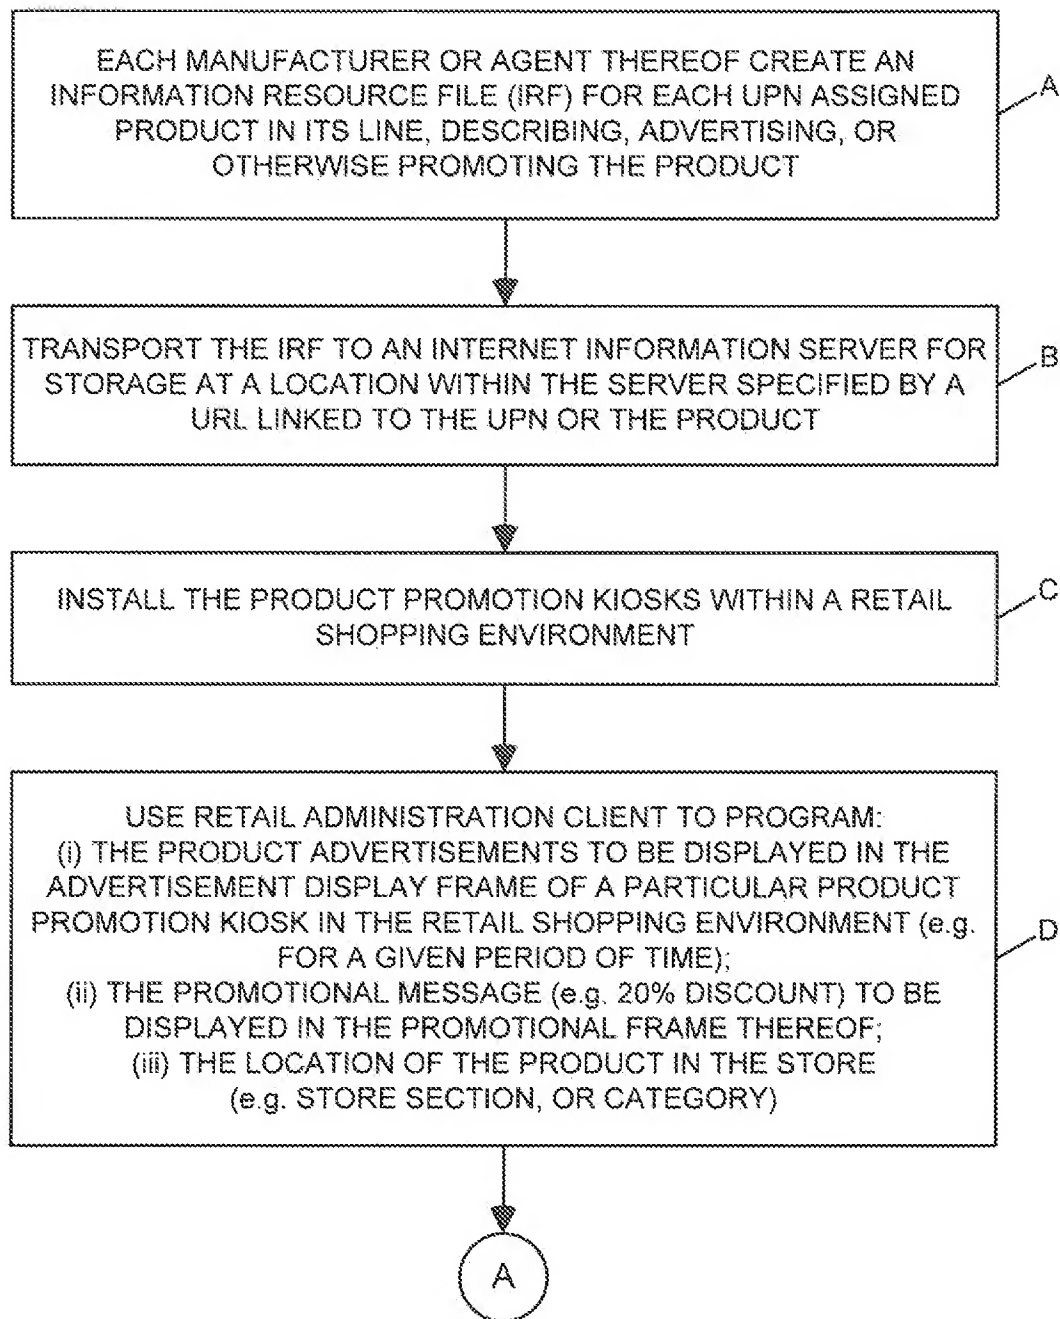 EACH MANUFACTURER OR AGENT THEREOF CREATE AN
INFORMATION RESOURCE FILE (IRF) FOR EACH UPN ASSIGNED
PRODUCT IN ITS LINE, DESCRIBING, ADVERTISING, OR
OTHERWISE PROMOTING THE PRODUCT
A
TRANSPORT THE IRF TO AN INTERNET INFORMATION SERVER FOR
STORAGE AT A LOCATION WITHIN THE SERVER SPECIFIED BY A
URL LINKED TO THE UPN OR THE PRODUCT
B
INSTALL THE PRODUCT PROMOTION KIOSKS WITHIN A RETAIL
SHOPPING ENVIRONMENT
C
USE RETAIL ADMINISTRATION CLIENT TO PROGRAM:
(i) THE PRODUCT ADVERTISEMENTS TO BE DISPLAYED IN THE
ADVERTISEMENT DISPLAY FRAME OF A PARTICULAR PRODUCT
PROMOTION KIOSK IN THE RETAIL SHOPPING ENVIRONMENT (e.g.
FOR A GIVEN PERIOD OF TIME);
(ii) THE PROMOTIONAL MESSAGE (e.g. 20% DISCOUNT) TO BE
DISPLAYED IN THE PROMOTIONAL FRAME THEREOF;
(iii) THE LOCATION OF THE PRODUCT IN THE STORE
(e.g. STORE SECTION, OR CATEGORY)
D
A